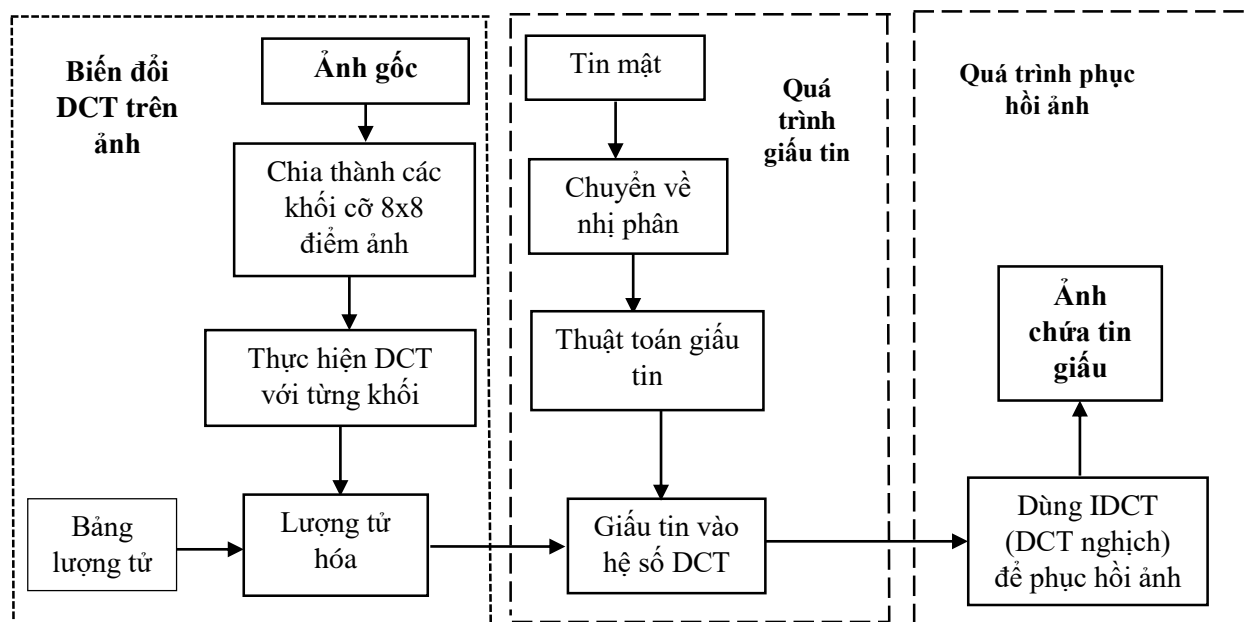 Biến đổi
DCT trên
ảnh
Ảnh gốc
Chia thành các
khối cỡ 8x8
điểm ảnh
Thực hiện DCT
với từng khối
Bảng
lượng tử
Lượng tử
hóa
Tin mật
Quá
trình
giấu tin
Chuyển về
nhị phân
Thuật toán giấu
tin
Giấu tin vào
hệ số DCT
Quá trình phục
hồi ảnh
Ảnh
chứa tin
giấu
Dùng IDCT
(DCT nghịch)
để phục hồi ảnh